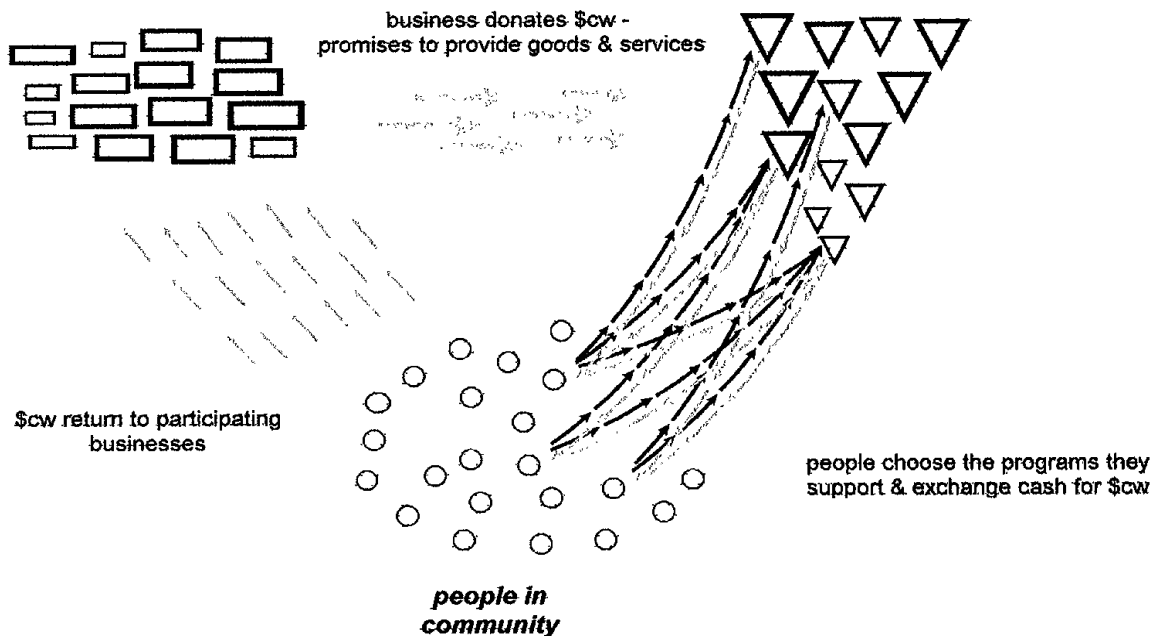 business donates $cw -
promises to provide goods & services
$cw return to participating
businesses
people choose the programs they
support & exchange cash for $cw
people in
community